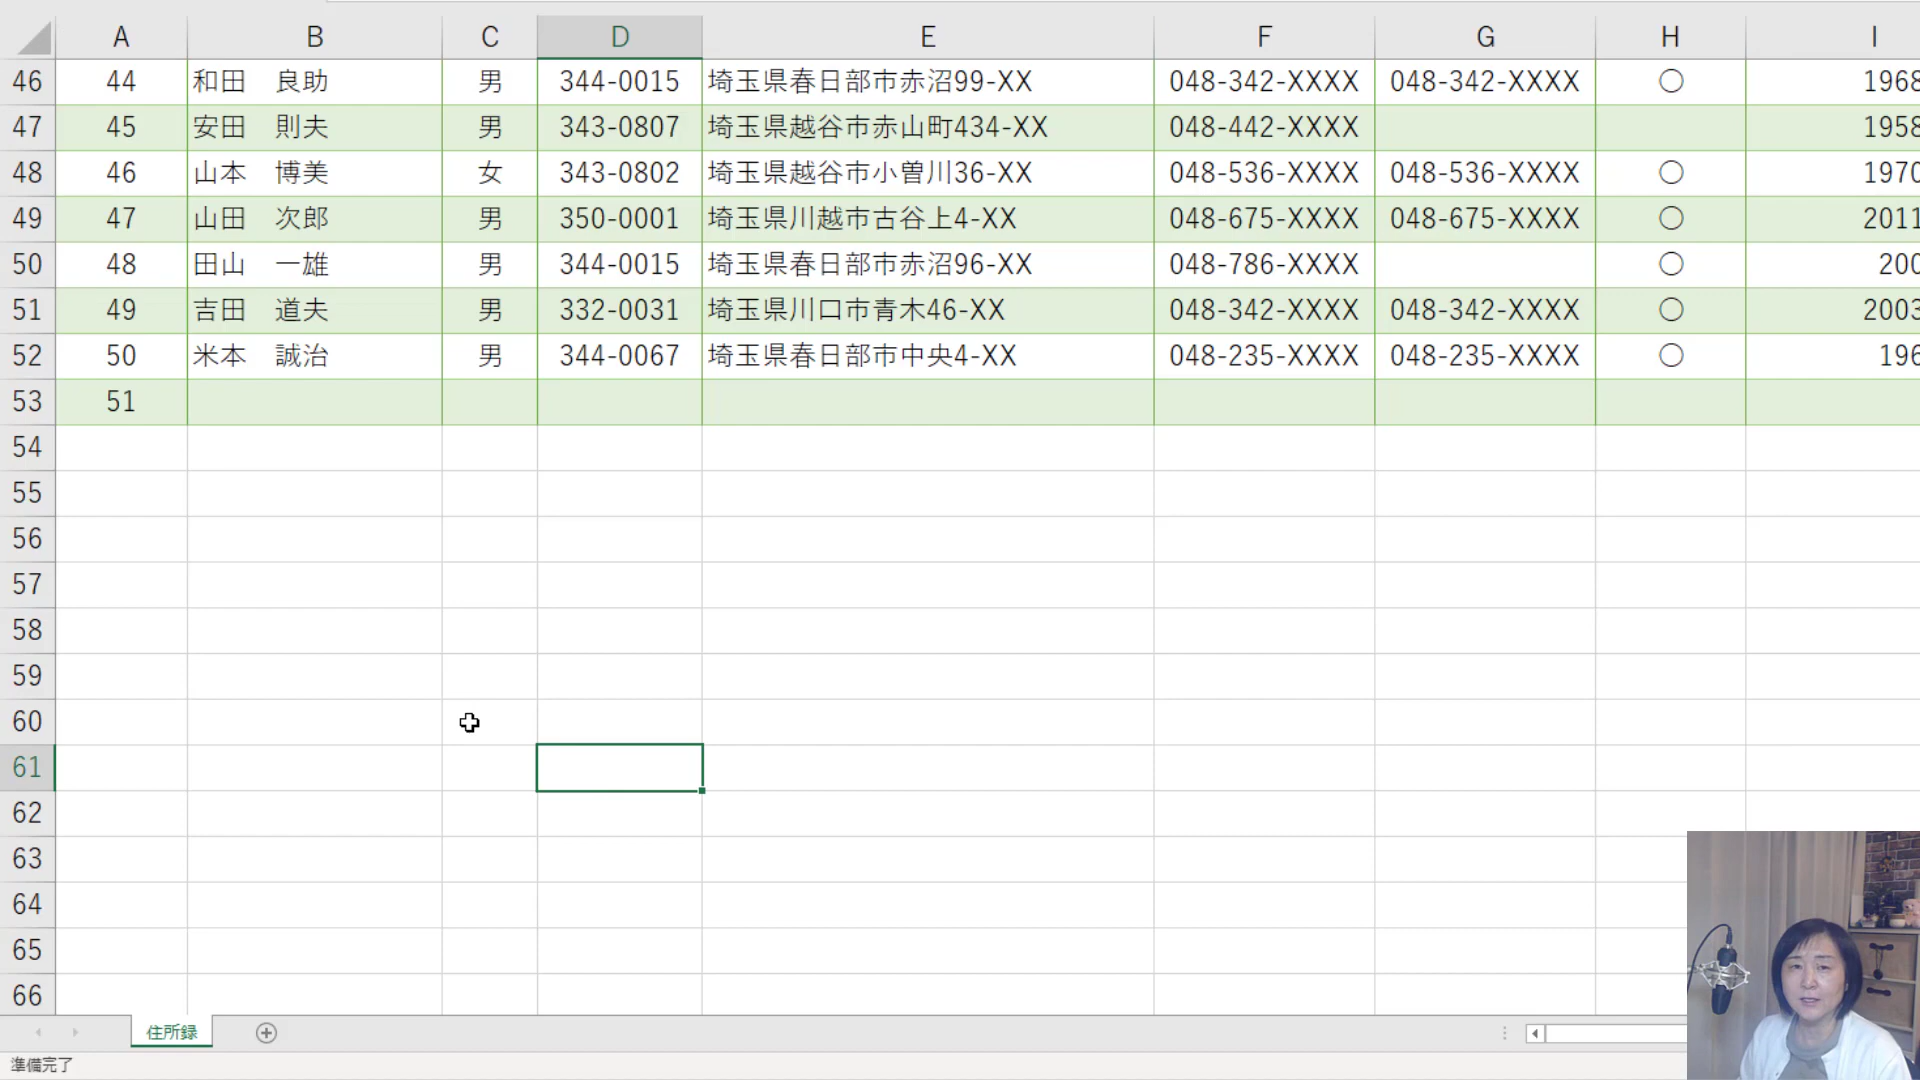 A B C D E F G H I
46 44 和田　良助 男 344-0015 埼玉県春日部市赤沼99-XX 048-342-XXXX 048-342-XXXX 〇 1968
47 45 安田　則夫 男 343-0807 埼玉県越谷市赤山町434-XX 048-442-XXXX 1958
48 46 山本　博美 女 343-0802 埼玉県越谷市小曽川36-XX 048-536-XXXX 048-536-XXXX 〇 1970
49 47 山田　次郎 男 350-0001 埼玉県川越市古谷上4-XX 048-675-XXXX 048-675-XXXX 〇 2011
50 48 田山　一雄 男 344-0015 埼玉県春日部市赤沼96-XX 048-786-XXXX 〇 200
51 49 吉田　道夫 男 332-0031 埼玉県川口市青木46-XX 048-342-XXXX 048-342-XXXX 〇 2003
52 50 米本　誠治 男 344-0067 埼玉県春日部市中央4-XX 048-235-XXXX 048-235-XXXX 〇 196
53 51
54
55
56
57
58
59
60
61
62
63
64
65
66
住所録
準備完了